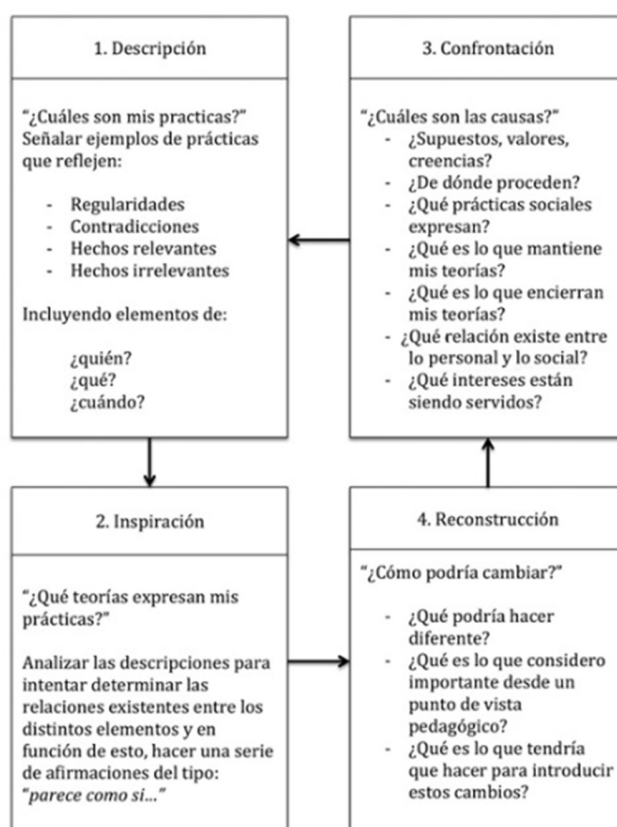 1. Descripción
“¿Cuáles son mis practicas?”
Señalar ejemplos de prácticas
que reflejen:
- Regularidades
- Contradicciones
- Hechos relevantes
- Hechos irrelevantes
Incluyendo elementos de:
¿quién?
¿qué?
¿cuándo?
2. Inspiración
“¿Qué teorías expresan mis
prácticas?”
Analizar las descripciones para
intentar determinar las
relaciones existentes entre los
distintos elementos y en
función de esto, hacer una serie
de afirmaciones del tipo:
“parece como si...”
3. Confrontación
“¿Cuáles son las causas?”
- ¿Supuestos, valores,
creencias?
- ¿De dónde proceden?
- ¿Qué prácticas sociales
expresan?
- ¿Qué es lo que mantiene
mis teorías?
- ¿Qué es lo que encierran
mis teorías?
- ¿Qué relación existe entre
lo personal y lo social?
- ¿Qué intereses están
siendo servidos?
4. Reconstrucción
“¿Cómo podría cambiar?”
- ¿Qué podría hacer
diferente?
- ¿Qué es lo que considero
importante desde un
punto de vista
pedagógico?
- ¿Qué es lo que tendría
que hacer para introducir
estos cambios?